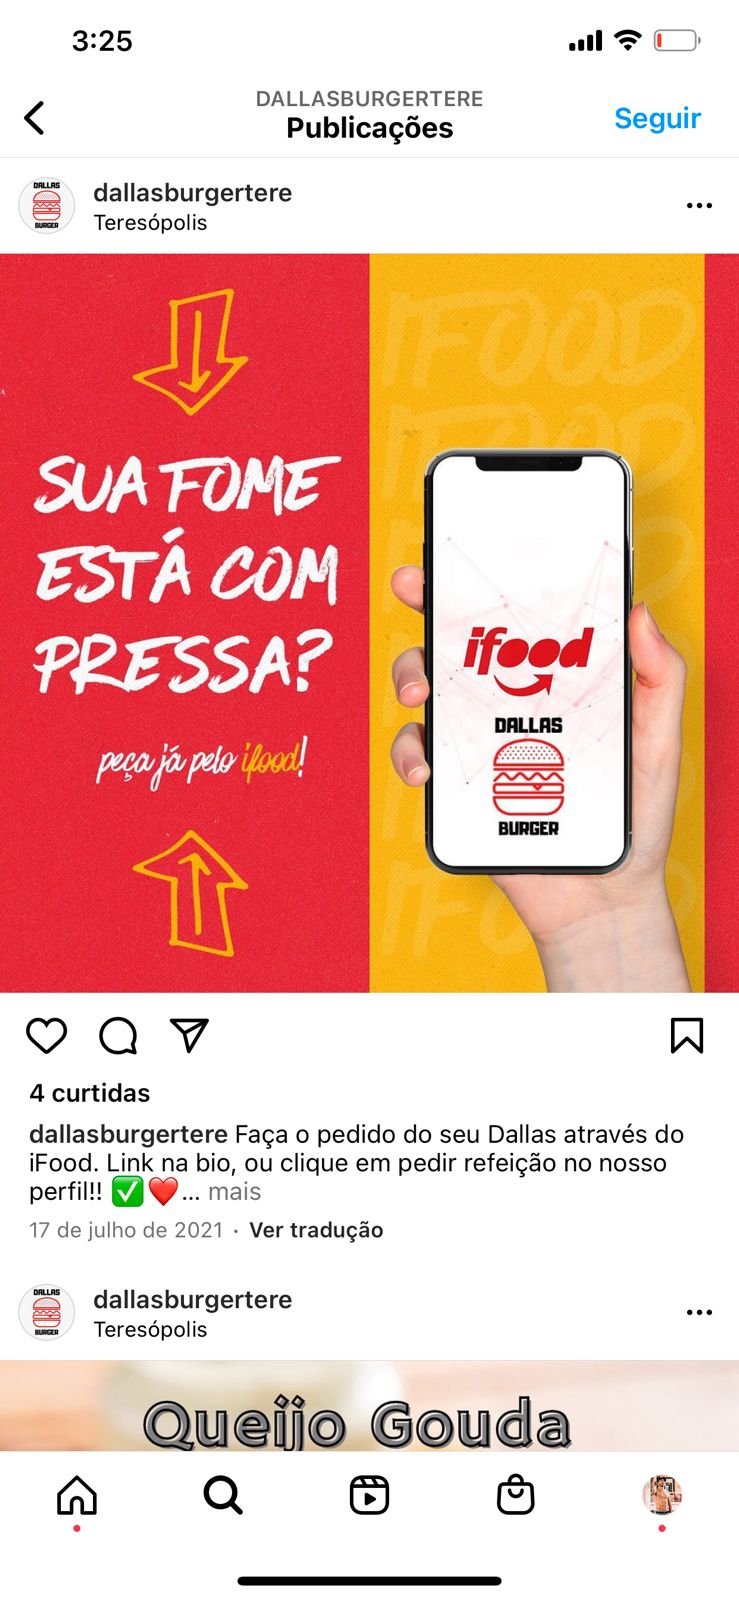 3:25
DALLASBURGERTERE
Publicações
Seguir
DALLAS
BURGER
dallasburgertere
Teresópolis
IFOOD
IFOOD
SUA FOME
ESTÁ COM
PRESSA?
peça já pelo ifood!
ifood
DALLAS
BURGER
IFOOD
4 curtidas
dallasburgertere Faça o pedido do seu Dallas através do
iFood. Link na bio, ou clique em pedir refeição no nosso
perfil!! ✅❤️... mais
17 de julho de 2021 · Ver tradução
DALLAS
BURGER
dallasburgertere
Teresópolis
Queijo Gouda